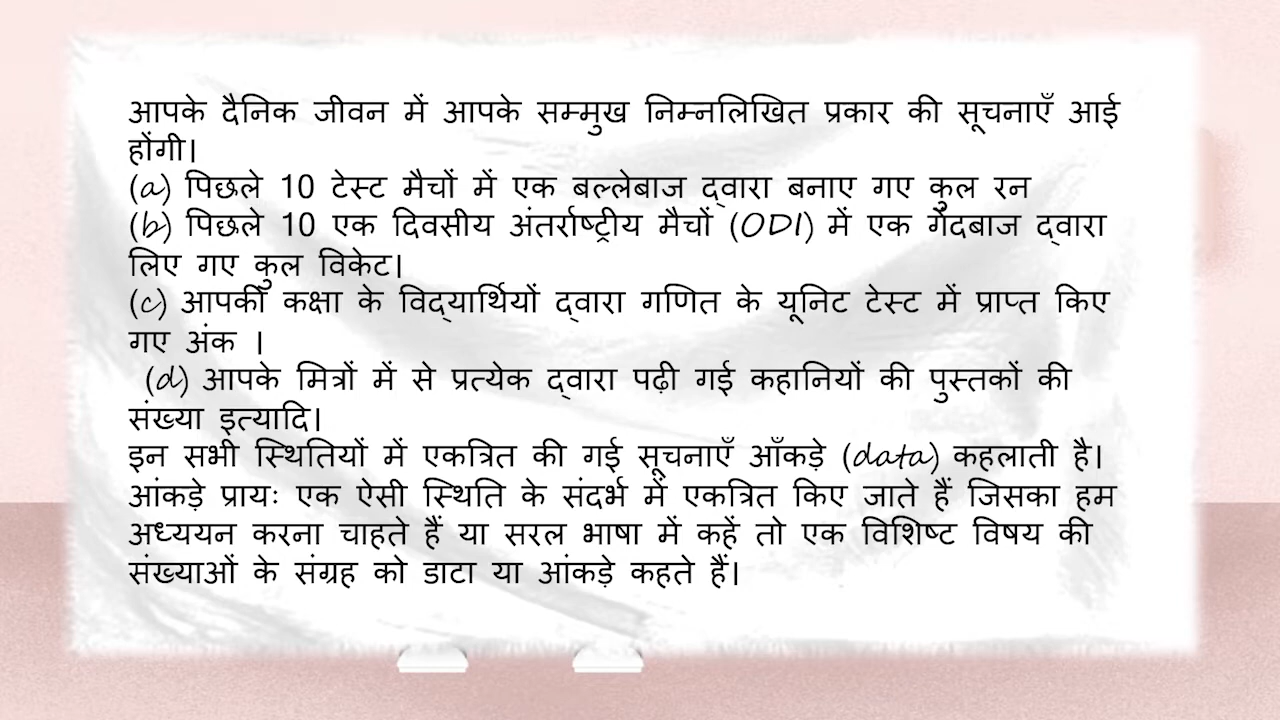 आपके दैनिक जीवन में आपके सम्मुख निम्नलिखित प्रकार की सूचनाएँ आई
होंगी।
(a) पिछले 10 टेस्ट मैचों में एक बल्लेबाज द्वारा बनाए गए कुल रन
(b) पिछले 10 एक दिवसीय अंतर्राष्ट्रीय मैचों (ODI) में एक गेंदबाज द्वारा
लिए गए कुल विकेट।
(c) आपकी कक्षा के विद्यार्थियों द्वारा गणित के यूनिट टेस्ट में प्राप्त किए
गए अंक ।
(d) आपके मित्रों में से प्रत्येक द्वारा पढ़ी गई कहानियों की पुस्तकों की
संख्या इत्यादि।
इन सभी स्थितियों में एकत्रित की गई सूचनाएँ आँकड़े (data) कहलाती है।
आंकड़े प्रायः एक ऐसी स्थिति के संदर्भ में एकत्रित किए जाते हैं जिसका हम
अध्ययन करना चाहते हैं या सरल भाषा में कहें तो एक विशिष्ट विषय की
संख्याओं के संग्रह को डाटा या आंकड़े कहते हैं।